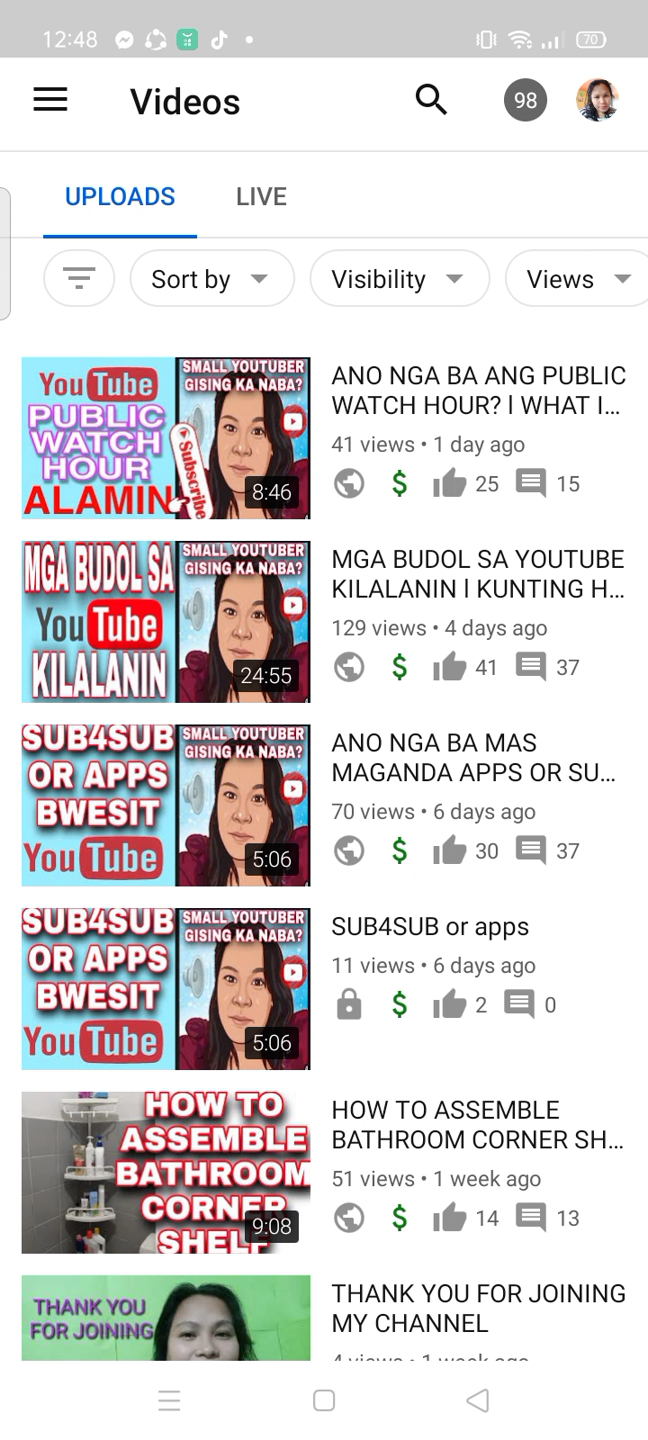 12:48
70
Videos
98
UPLOADS
LIVE
Sort by
Visibility
Views
YouTube
PUBLIC
WATCH
HOUR
ALAMIN
Subscribe
SMALL YOUTUBER
GISING KA NABA?
8:46
ANO NGA BA ANG PUBLIC
WATCH HOUR? l WHAT I...
41 views • 1 day ago
$ 25 15
MGA BUDOL SA
YouTube
KILALANIN
SMALL YOUTUBER
GISING KA NABA?
24:55
MGA BUDOL SA YOUTUBE
KILALANIN l KUNTING H...
129 views • 4 days ago
$ 41 37
SUB4SUB
OR APPS
BWESIT
YouTube
SMALL YOUTUBER
GISING KA NABA?
5:06
ANO NGA BA MAS
MAGANDA APPS OR SU...
70 views • 6 days ago
$ 30 37
SUB4SUB
OR APPS
BWESIT
YouTube
SMALL YOUTUBER
GISING KA NABA?
5:06
SUB4SUB or apps
11 views • 6 days ago
$ 2 0
HOW TO
ASSEMBLE
BATHROOM
CORNER
SHELF
9:08
HOW TO ASSEMBLE
BATHROOM CORNER SH...
51 views • 1 week ago
$ 14 13
THANK YOU
FOR JOINING
THANK YOU FOR JOINING
MY CHANNEL
4 views • 1 week ago